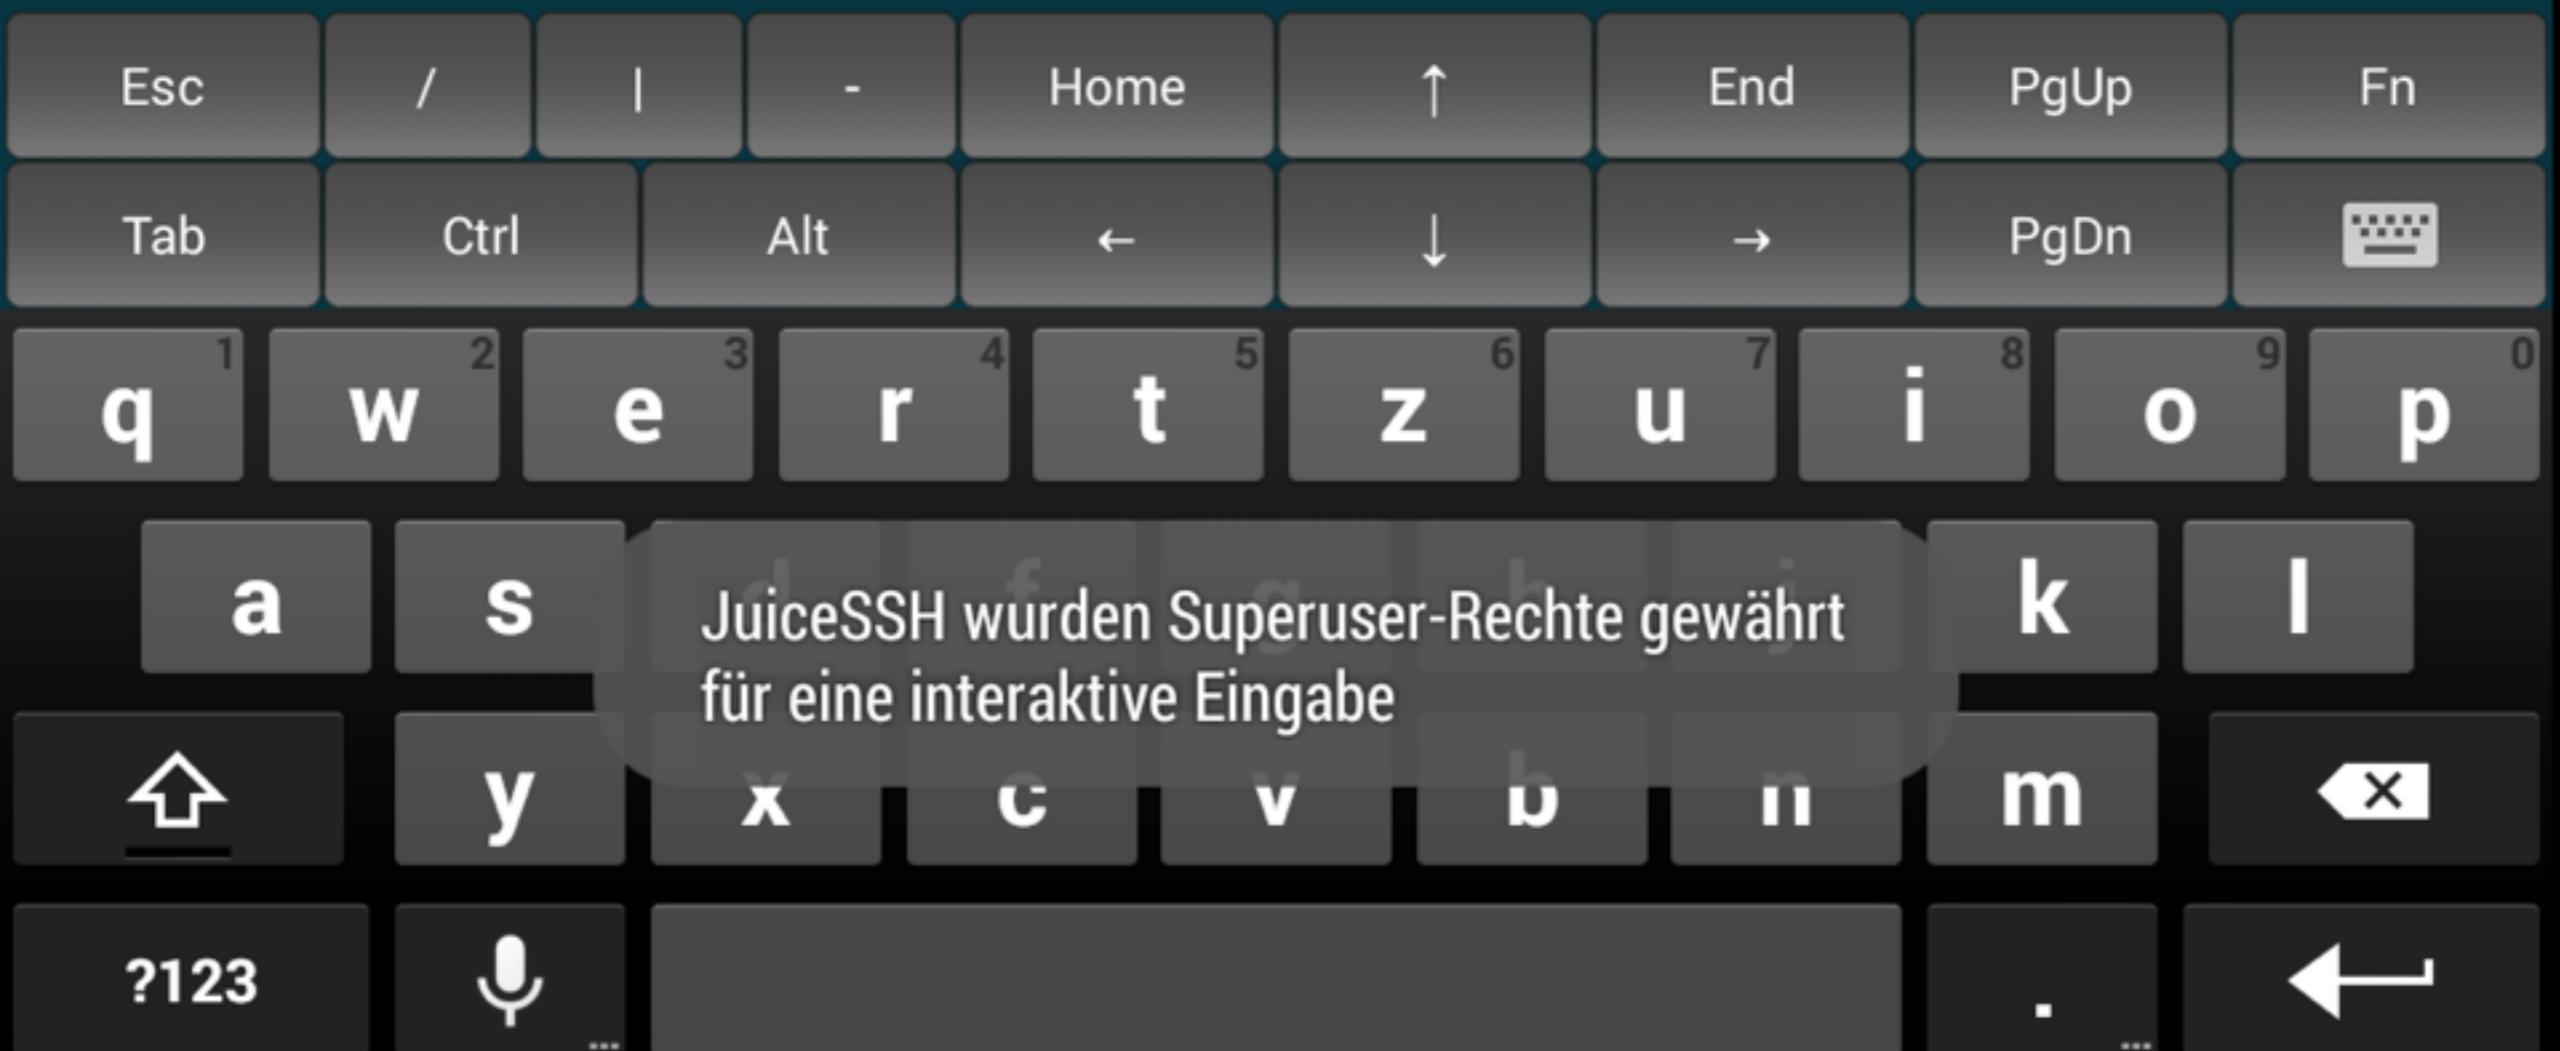 Esc / | - Home ↑ End PgUp Fn
Tab Ctrl Alt ← ↓ → PgDn
1 2 3 4 5 6 7 8 9 0
q w e r t z u i o p
a s d f g h j k l
JuiceSSH wurden Superuser-Rechte gewährt
für eine interaktive Eingabe
y x c v b n m
?123 .